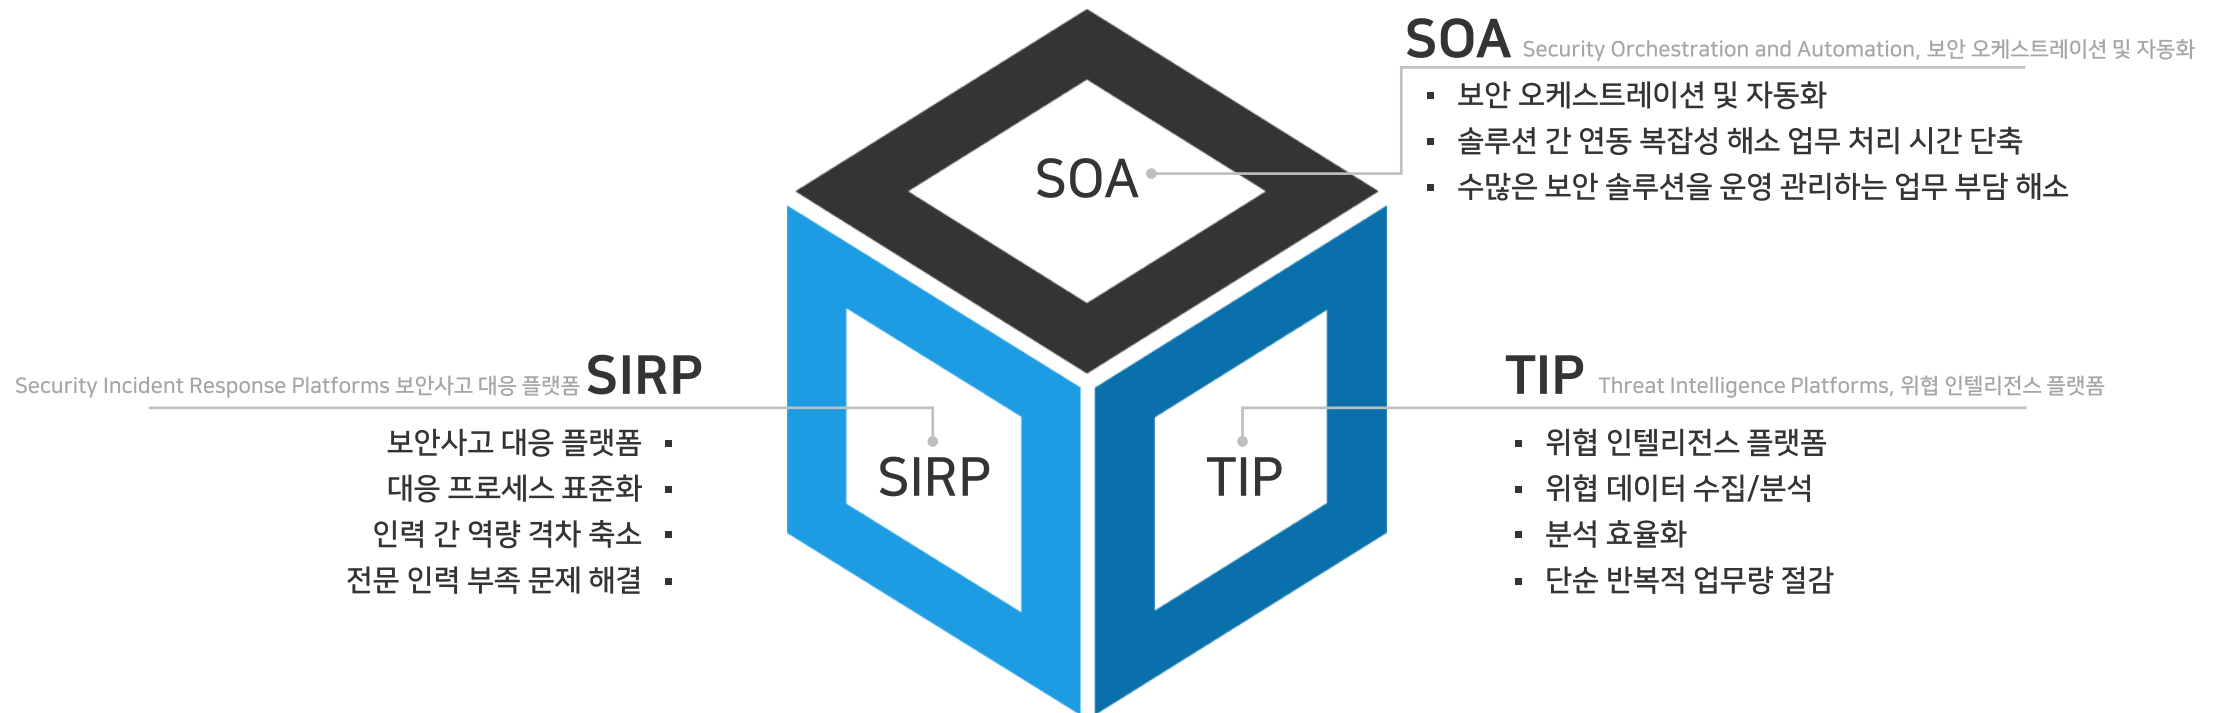 SOA Security Orchestration and Automation, 보안 오케스트레이션 및 자동화
▪ 보안 오케스트레이션 및 자동화
▪ 솔루션 간 연동 복잡성 해소 업무 처리 시간 단축
▪ 수많은 보안 솔루션을 운영 관리하는 업무 부담 해소
SOA
Security Incident Response Platforms 보안사고 대응 플랫폼 SIRP
보안사고 대응 플랫폼 ▪
대응 프로세스 표준화 ▪
인력 간 역량 격차 축소 ▪
전문 인력 부족 문제 해결 ▪
SIRP
TIP
TIP Threat Intelligence Platforms, 위협 인텔리전스 플랫폼
▪ 위협 인텔리전스 플랫폼
▪ 위협 데이터 수집/분석
▪ 분석 효율화
▪ 단순 반복적 업무량 절감